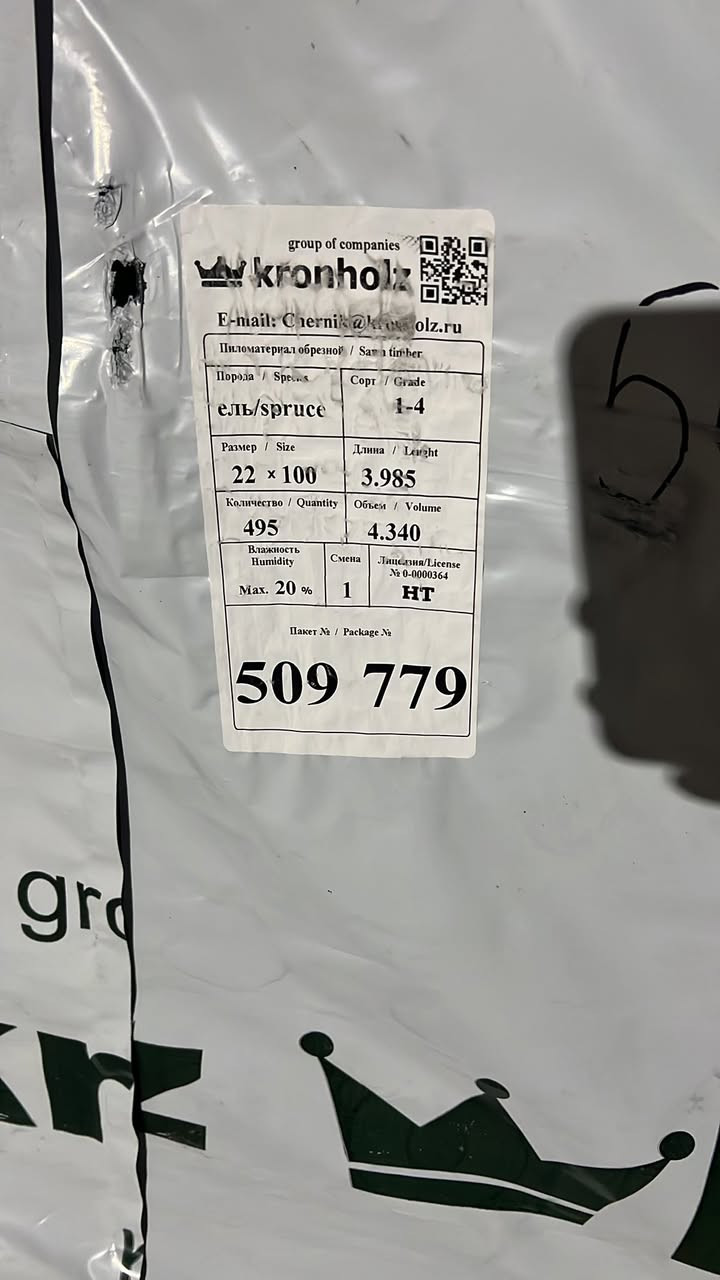 group of companies
kronholz
E-mail: Chernik@kronholz.ru
Пиломатериал обрезной / Sawn timber
Порода / Species
Сорт / Grade
ель/spruce
1-4
Размер / Size
Длина / Lenght
22 × 100
3.985
Количество / Quantity
Объем / Volume
495
4.340
Влажность
Humidity
Смена
Лицензия/License
№ 0-0000364
Max. 20 %
1
HT
Пакет № / Package №
509 779
gro
kr